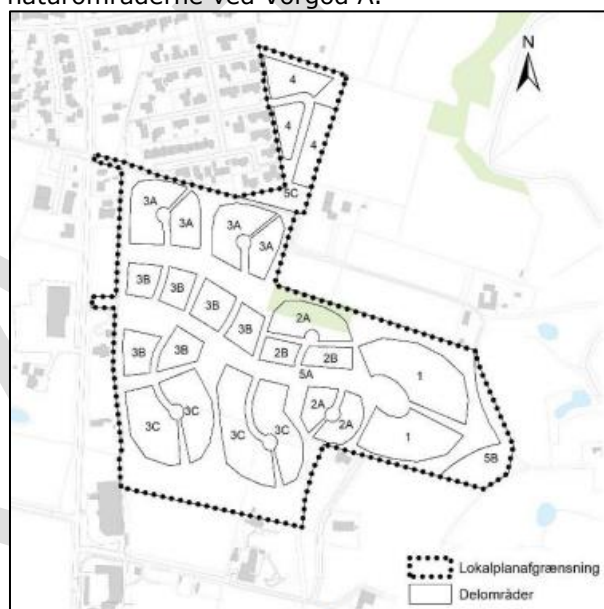 naturområderne ved Vorgod Å.
N
4
4
4
5C
3A
3A
3A
3A
3B
3B
3B
3B
2A
3B
3B
2B
2B
5A
1
3C
3C
3C
3C
2A
2A
1
5B
Lokalplanafgrænsning
Delområder